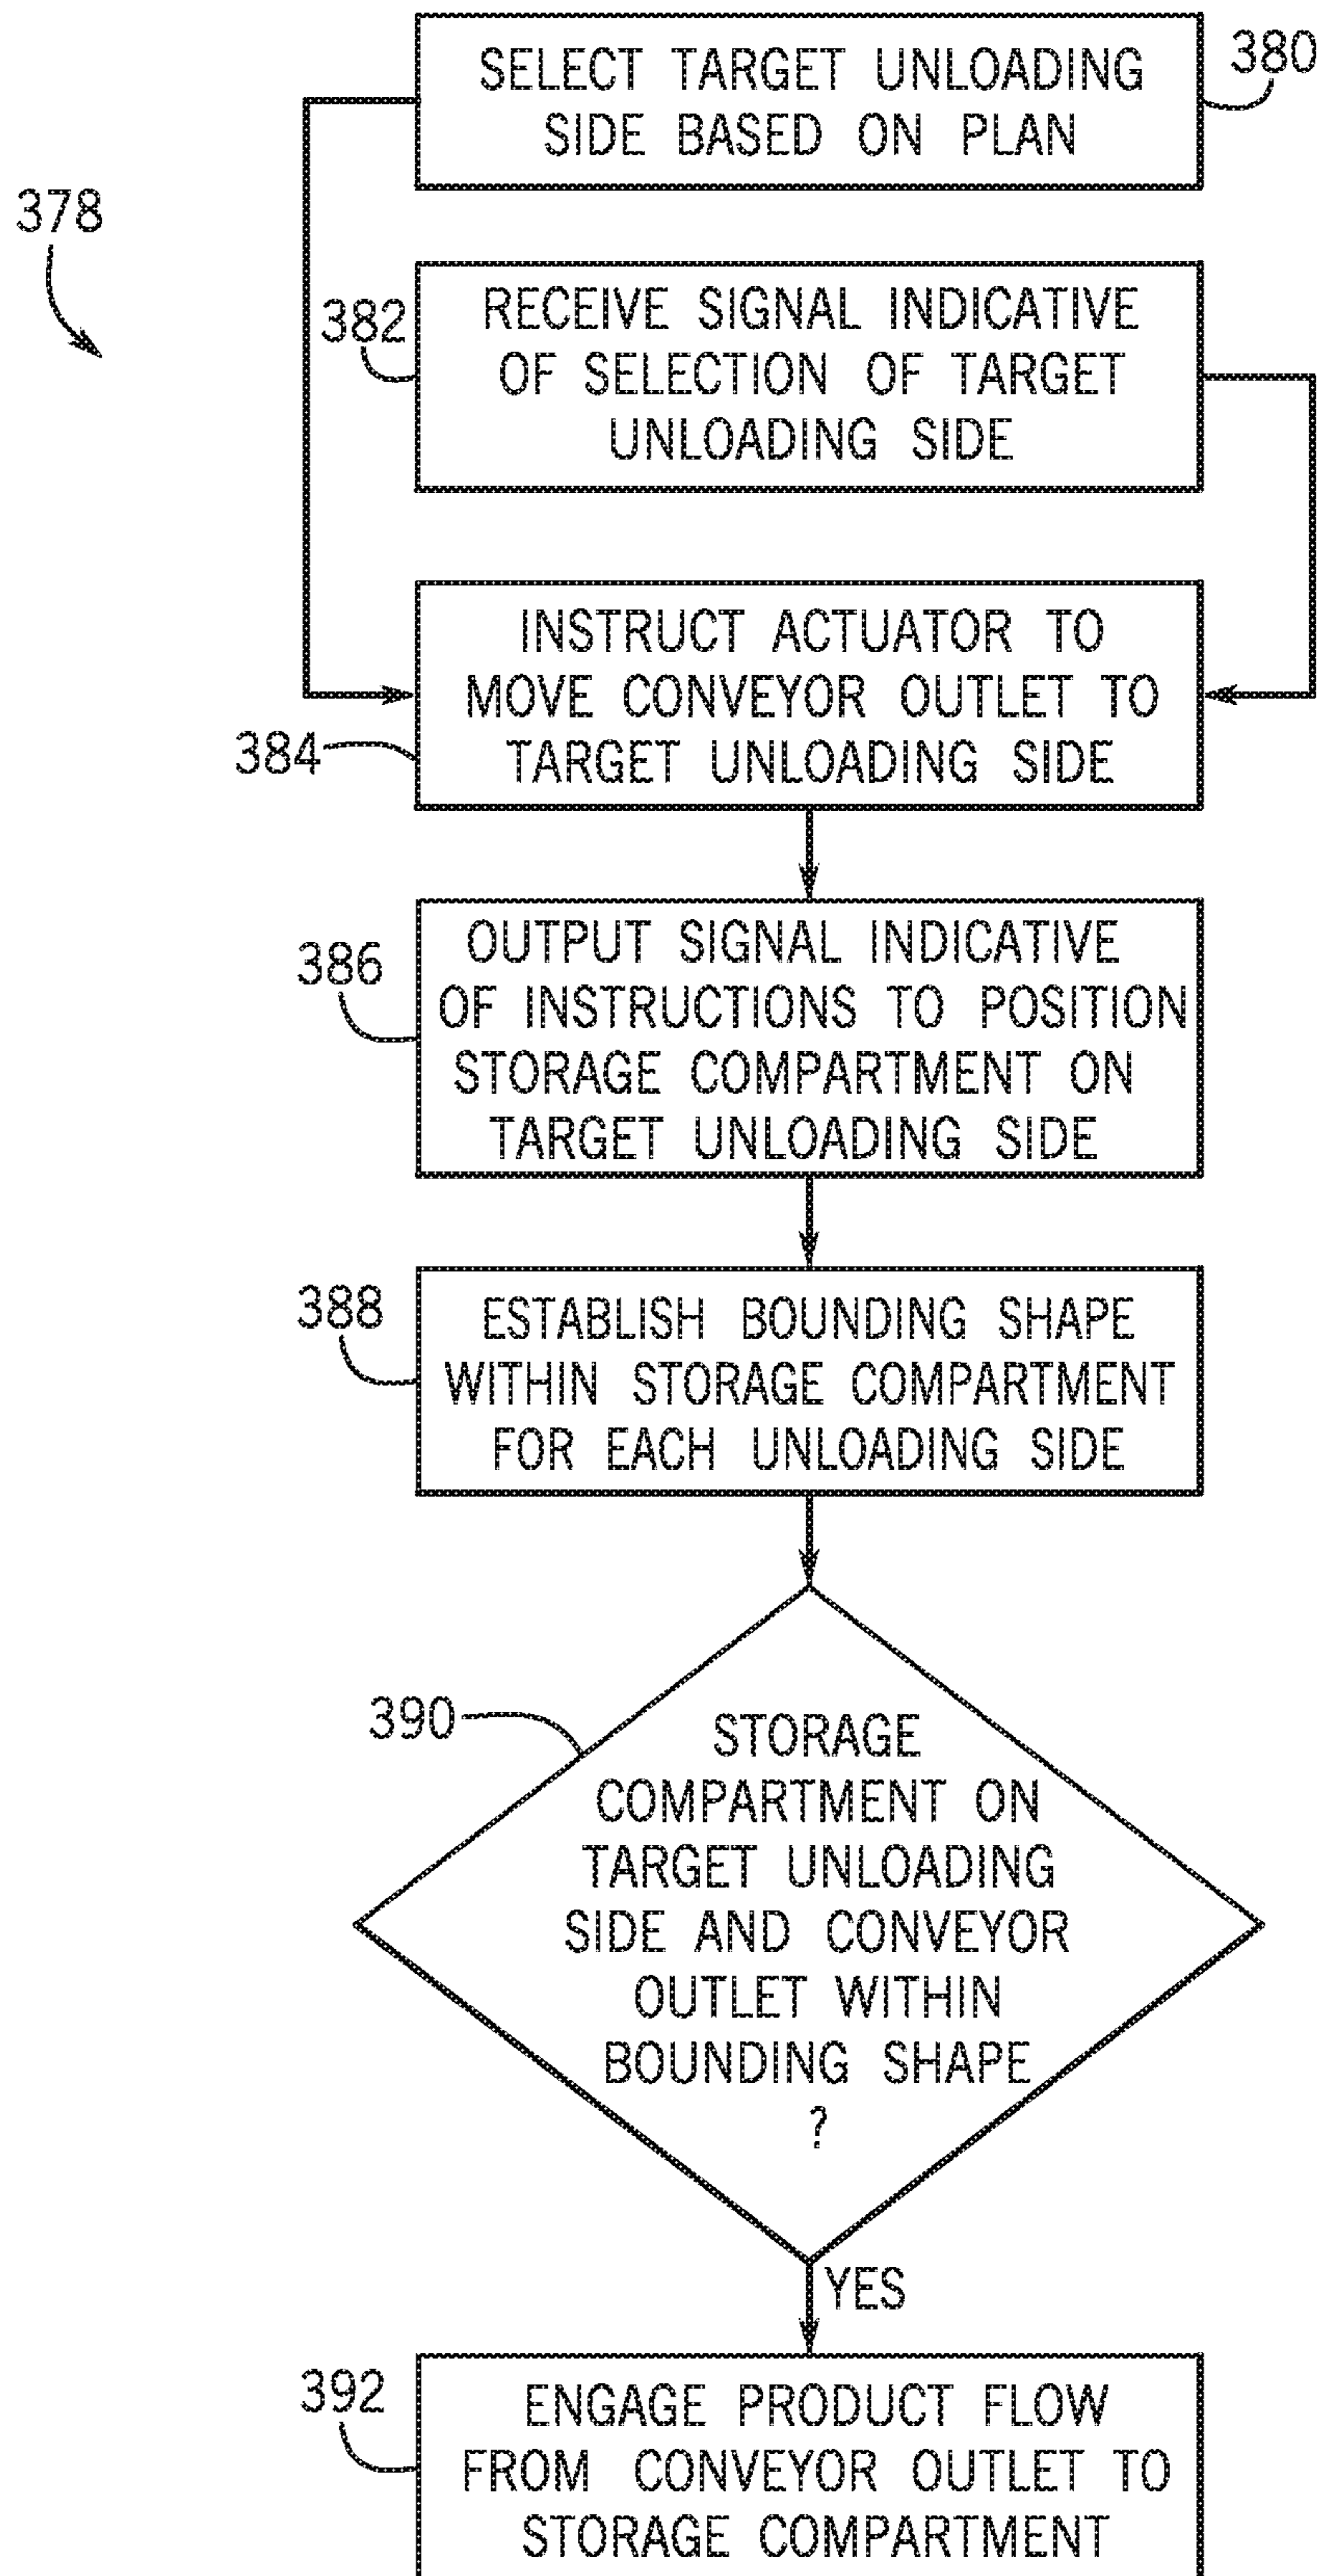 380
SELECT TARGET UNLOADING
SIDE BASED ON PLAN
378
382
RECEIVE SIGNAL INDICATIVE
OF SELECTION OF TARGET
UNLOADING SIDE
384
INSTRUCT ACTUATOR TO
MOVE CONVEYOR OUTLET TO
TARGET UNLOADING SIDE
386
OUTPUT SIGNAL INDICATIVE
OF INSTRUCTIONS TO POSITION
STORAGE COMPARTMENT ON
TARGET UNLOADING SIDE
388
ESTABLISH BOUNDING SHAPE
WITHIN STORAGE COMPARTMENT
FOR EACH UNLOADING SIDE
390
STORAGE
COMPARTMENT ON
TARGET UNLOADING
SIDE AND CONVEYOR
OUTLET WITHIN
BOUNDING SHAPE
?
YES
392
ENGAGE PRODUCT FLOW
FROM CONVEYOR OUTLET TO
STORAGE COMPARTMENT